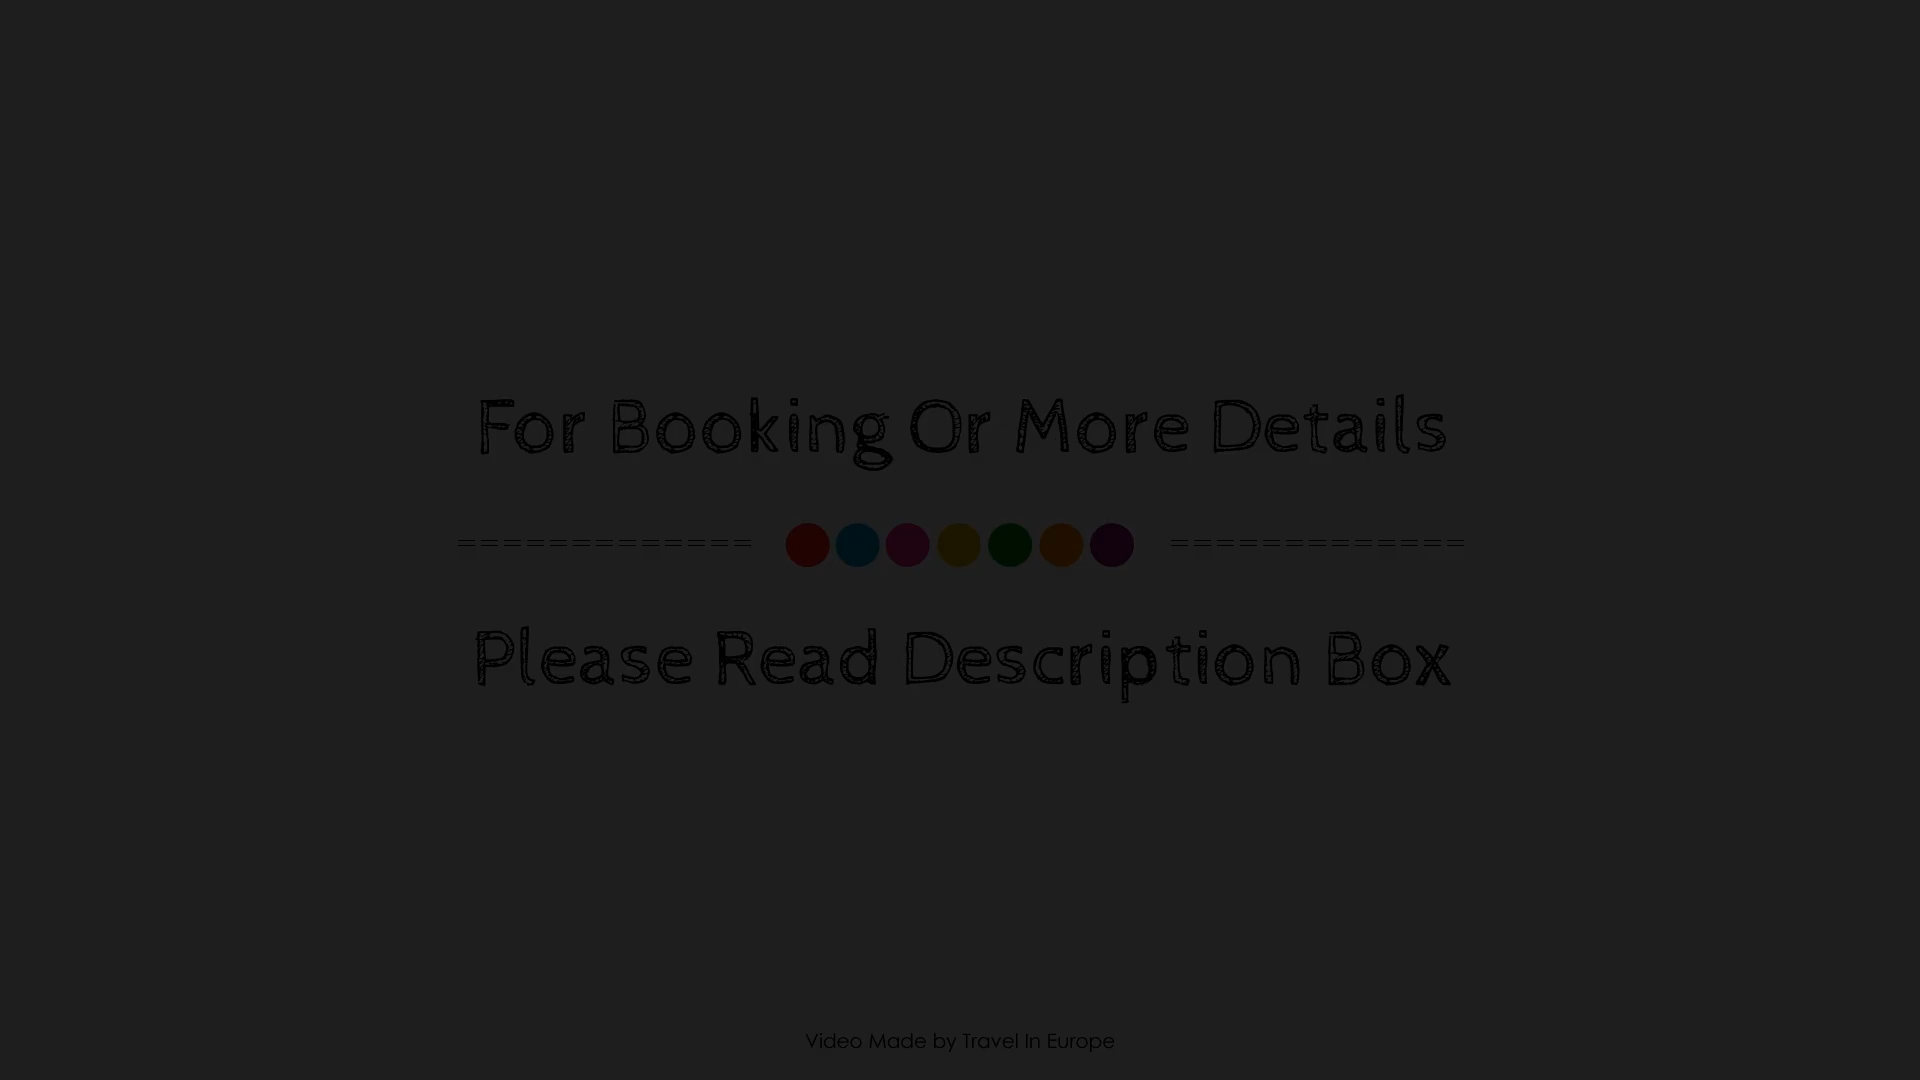 For Booking Or More Details
============= =============
Please Read Description Box
Video Made by Travel In Europe